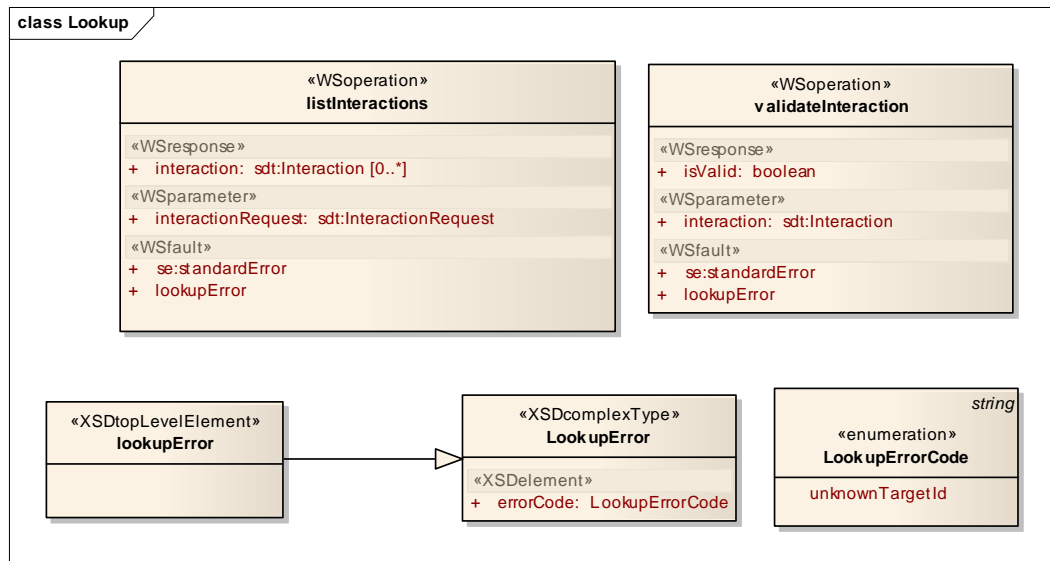 class Lookup
«WSoperation»
listInteractions
«WSresponse»
+ interaction: sdt:Interaction [0..*]
«WSparameter»
+ interactionRequest: sdt:InteractionRequest
«WSfault»
+ se:standardError
+ lookupError
«WSoperation»
validateInteraction
«WSresponse»
+ isValid: boolean
«WSparameter»
+ interaction: sdt:Interaction
«WSfault»
+ se:standardError
+ lookupError
«XSDtopLevelElement»
lookupError
«XSDcomplexType»
LookupError
«XSDelement»
+ errorCode: LookupErrorCode
string
«enumeration»
LookupErrorCode
unknownTargetId